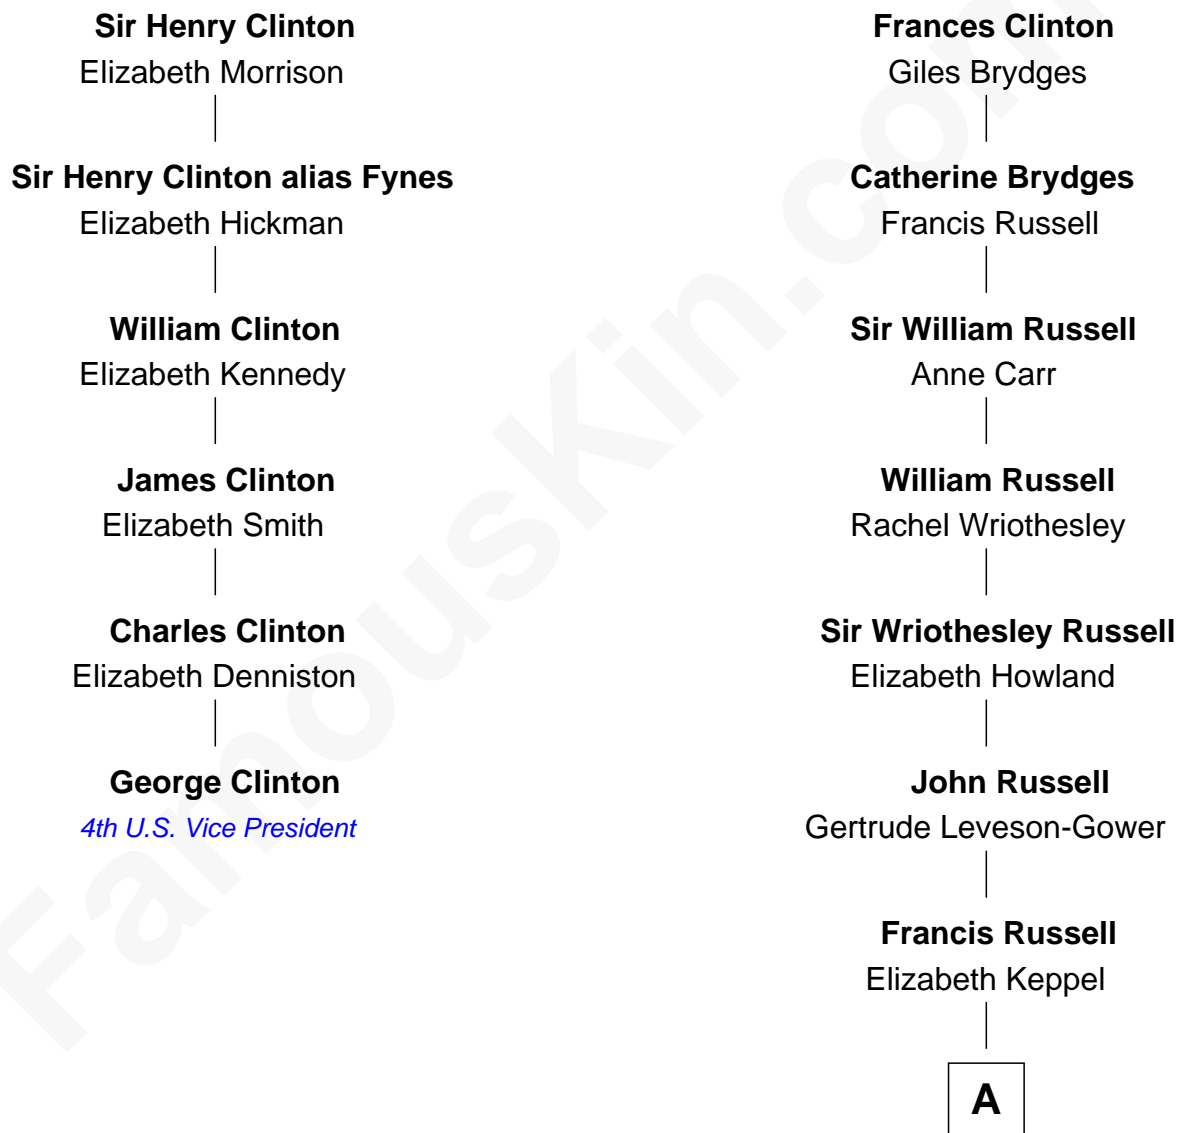 Sir Henry Clinton
Elizabeth Morrison
Sir Henry Clinton alias Fynes
Elizabeth Hickman
William Clinton
Elizabeth Kennedy
James Clinton
Elizabeth Smith
Charles Clinton
Elizabeth Denniston
George Clinton
4th U.S. Vice President
Frances Clinton
Giles Brydges
Catherine Brydges
Francis Russell
Sir William Russell
Anne Carr
William Russell
Rachel Wriothesley
Sir Wriothesley Russell
Elizabeth Howland
John Russell
Gertrude Leveson-Gower
Francis Russell
Elizabeth Keppel
A
FamousKin.com